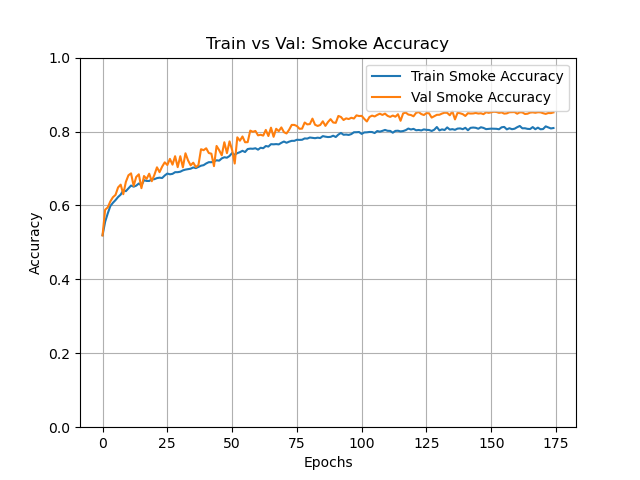 Train vs Val: Smoke Accuracy
Train Smoke Accuracy
Val Smoke Accuracy
1.0
0.8
0.6
0.4
0.2
0.0
Accuracy
0 25 50 75 100 125 150 175
Epochs